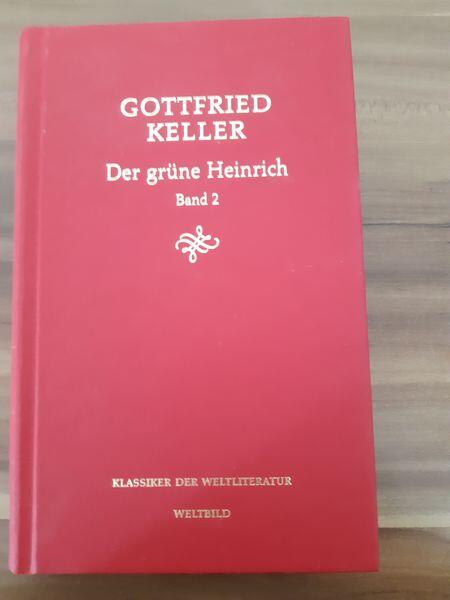 GOTTFRIED
KELLER
Der grüne Heinrich
Band 2
KLASSIKER DER WELTLITERATUR
WELTBILD